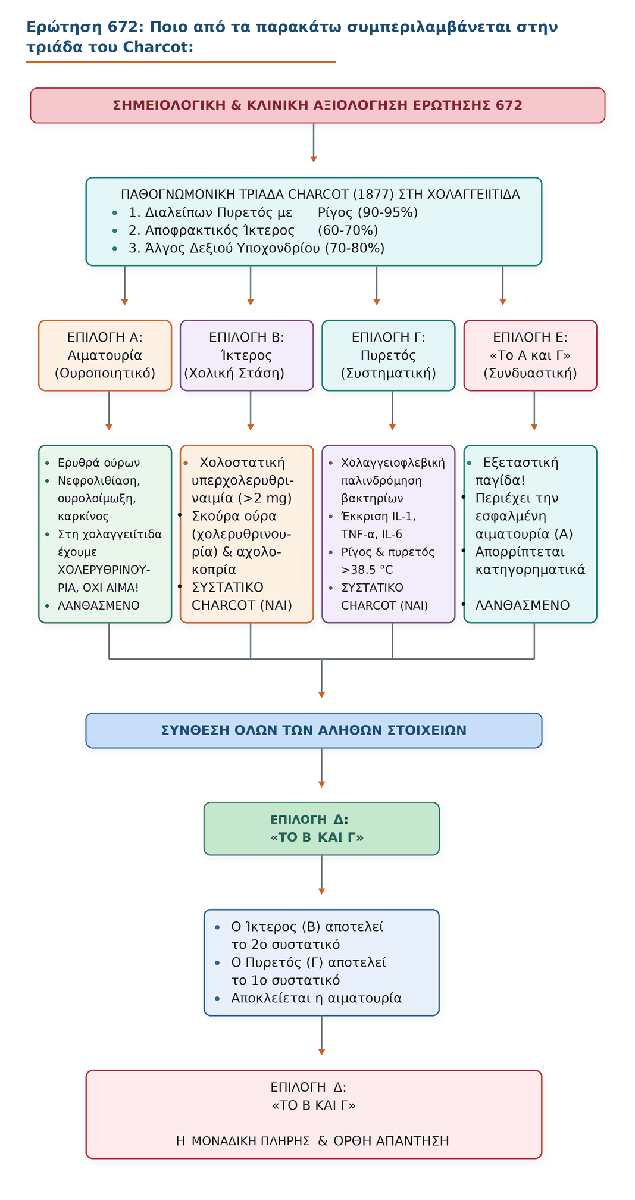 Ερώτηση 672: Ποιο από τα παρακάτω συμπεριλαμβάνεται στην
τριάδα του Charcot:
ΣΗΜΕΙΟΛΟΓΙΚΗ & ΚΛΙΝΙΚΗ ΑΞΙΟΛΟΓΗΣΗ ΕΡΩΤΗΣΗΣ 672
ΠΑΘΟΓΝΩΜΟΝΙΚΗ ΤΡΙΑΔΑ CHARCOT (1877) ΣΤΗ ΧΟΛΑΓΓΕΙΙΤΙΔΑ
• 1. Διαλείπων Πυρετός με Ρίγος (90-95%)
• 2. Αποφρακτικός Ίκτερος (60-70%)
• 3. Άλγος Δεξιού Υποχονδρίου (70-80%)
ΕΠΙΛΟΓΗ Α:
Αιματουρία
(Ουροποιητικό)
ΕΠΙΛΟΓΗ Β:
Ίκτερος
(Χολική Στάση)
ΕΠΙΛΟΓΗ Γ:
Πυρετός
(Συστηματική)
ΕΠΙΛΟΓΗ Ε:
«Το Α και Γ»
(Συνδυαστική)
• Ερυθρά ούρων
• Νεφρολιθίαση,
ουρολοίμωξη,
καρκίνος
• Στη χολαγγειίτιδα
έχουμε
ΧΟΛΕΡΥΘΡΙΝΟΥ-
ΡΙΑ, ΟΧΙ ΑΙΜΑ!
• ΛΑΝΘΑΣΜΕΝΟ
• Χολοστατική
υπερχολερυθρι-
ναιμία (>2 mg)
• Σκούρα ούρα
(χολερυθρινου-
ρία) & αχολο-
κοπρία
• ΣΥΣΤΑΤΙΚΟ
CHARCOT (ΝΑΙ)
• Χολαγγειοφλεβική
παλινδρόμηση
βακτηρίων
• Έκκριση IL-1,
TNF-α, IL-6
• Ρίγος & πυρετός
>38.5 °C
• ΣΥΣΤΑΤΙΚΟ
CHARCOT (ΝΑΙ)
• Εξεταστική
παγίδα!
• Περιέχει την
εσφαλμένη
αιματουρία (Α)
• Απορρίπτεται
κατηγορηματικά
• ΛΑΝΘΑΣΜΕΝΟ
ΣΥΝΘΕΣΗ ΟΛΩΝ ΤΩΝ ΑΛΗΘΩΝ ΣΤΟΙΧΕΙΩΝ
ΕΠΙΛΟΓΗ Δ:
«ΤΟ Β ΚΑΙ Γ»
• Ο Ίκτερος (Β) αποτελεί
το 2ο συστατικό
• Ο Πυρετός (Γ) αποτελεί
το 1ο συστατικό
• Αποκλείεται η αιματουρία
ΕΠΙΛΟΓΗ Δ:
«ΤΟ Β ΚΑΙ Γ»
Η ΜΟΝΑΔΙΚΗ ΠΛΗΡΗΣ & ΟΡΘΗ ΑΠΑΝΤΗΣΗ